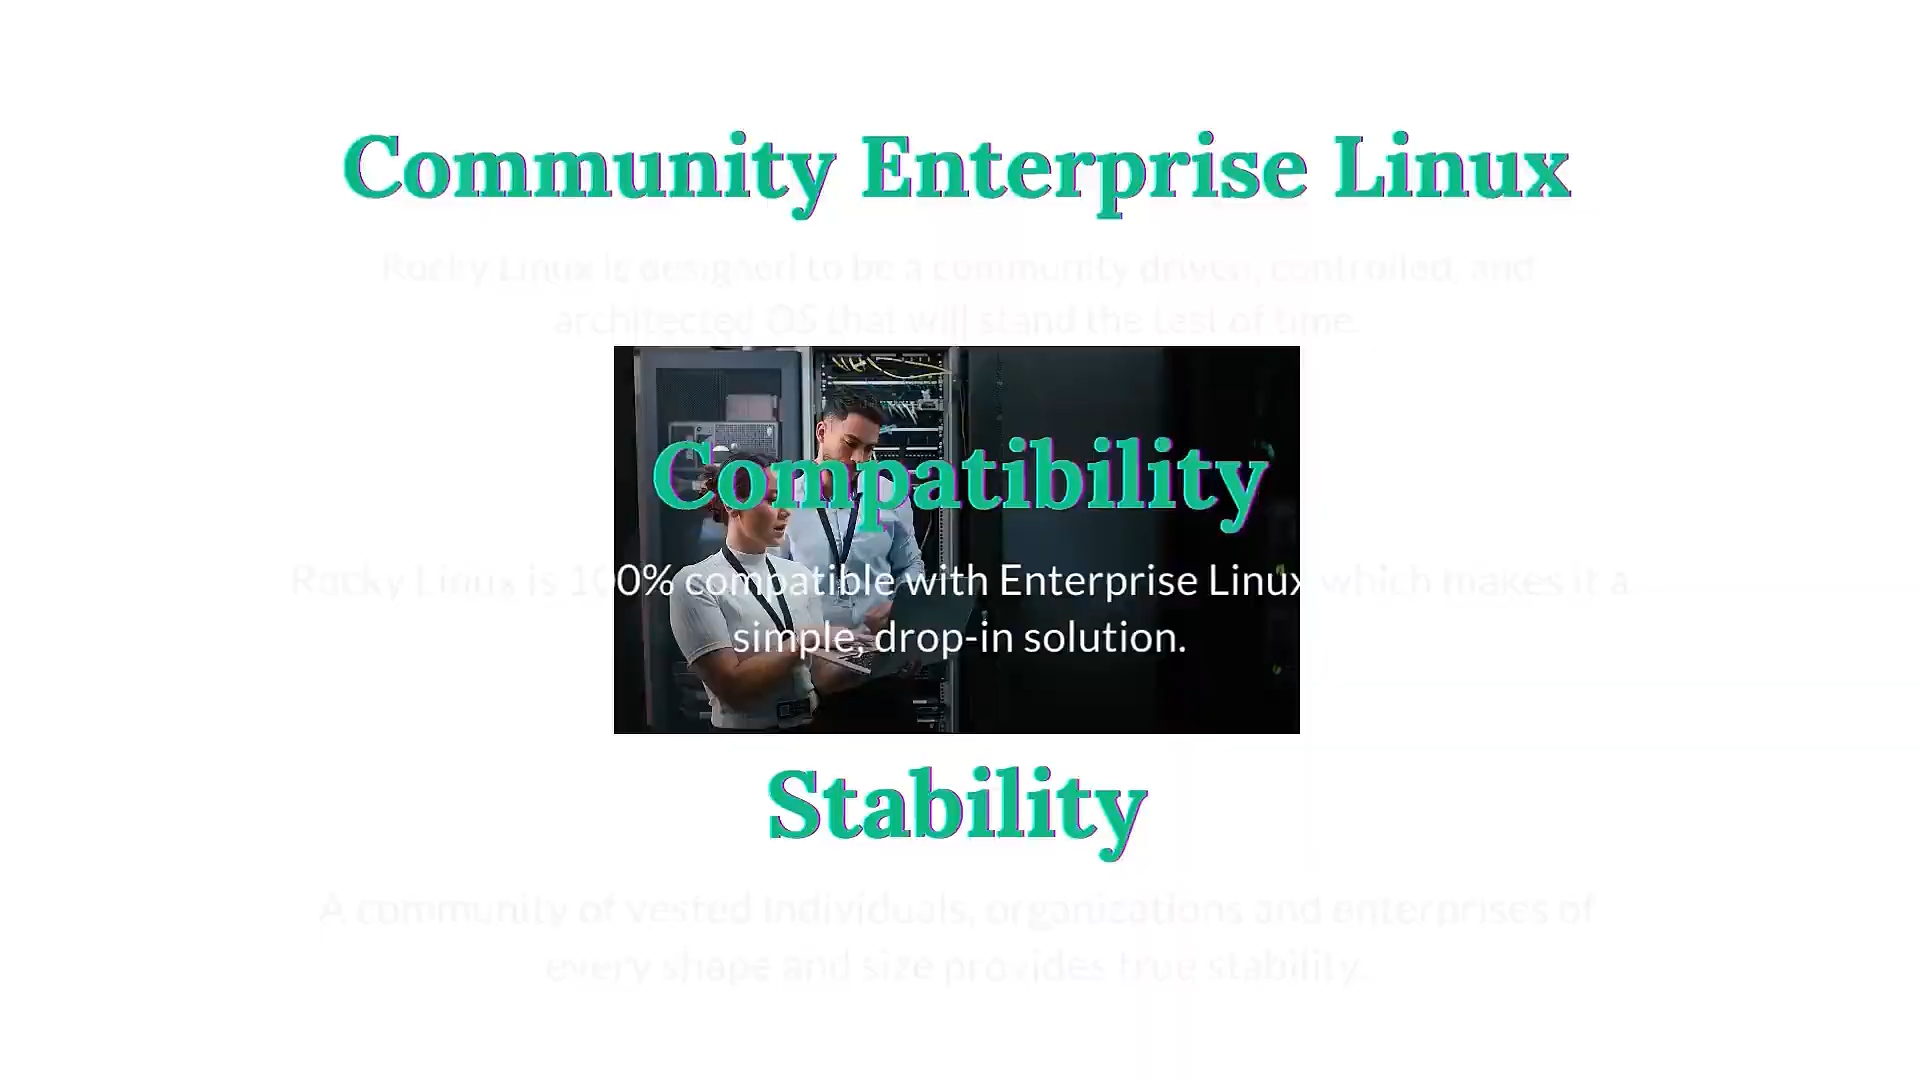 Community Enterprise Linux
Rocky Linux is designed to be a community driven, controlled, and
architected OS that will stand the test of time.
Compatibility
Rocky Linux is 100% compatible with Enterprise Linux which makes it a
simple, drop-in solution.
Stability
A community of vested individuals, organizations and enterprises of
every shape and size provides true stability.